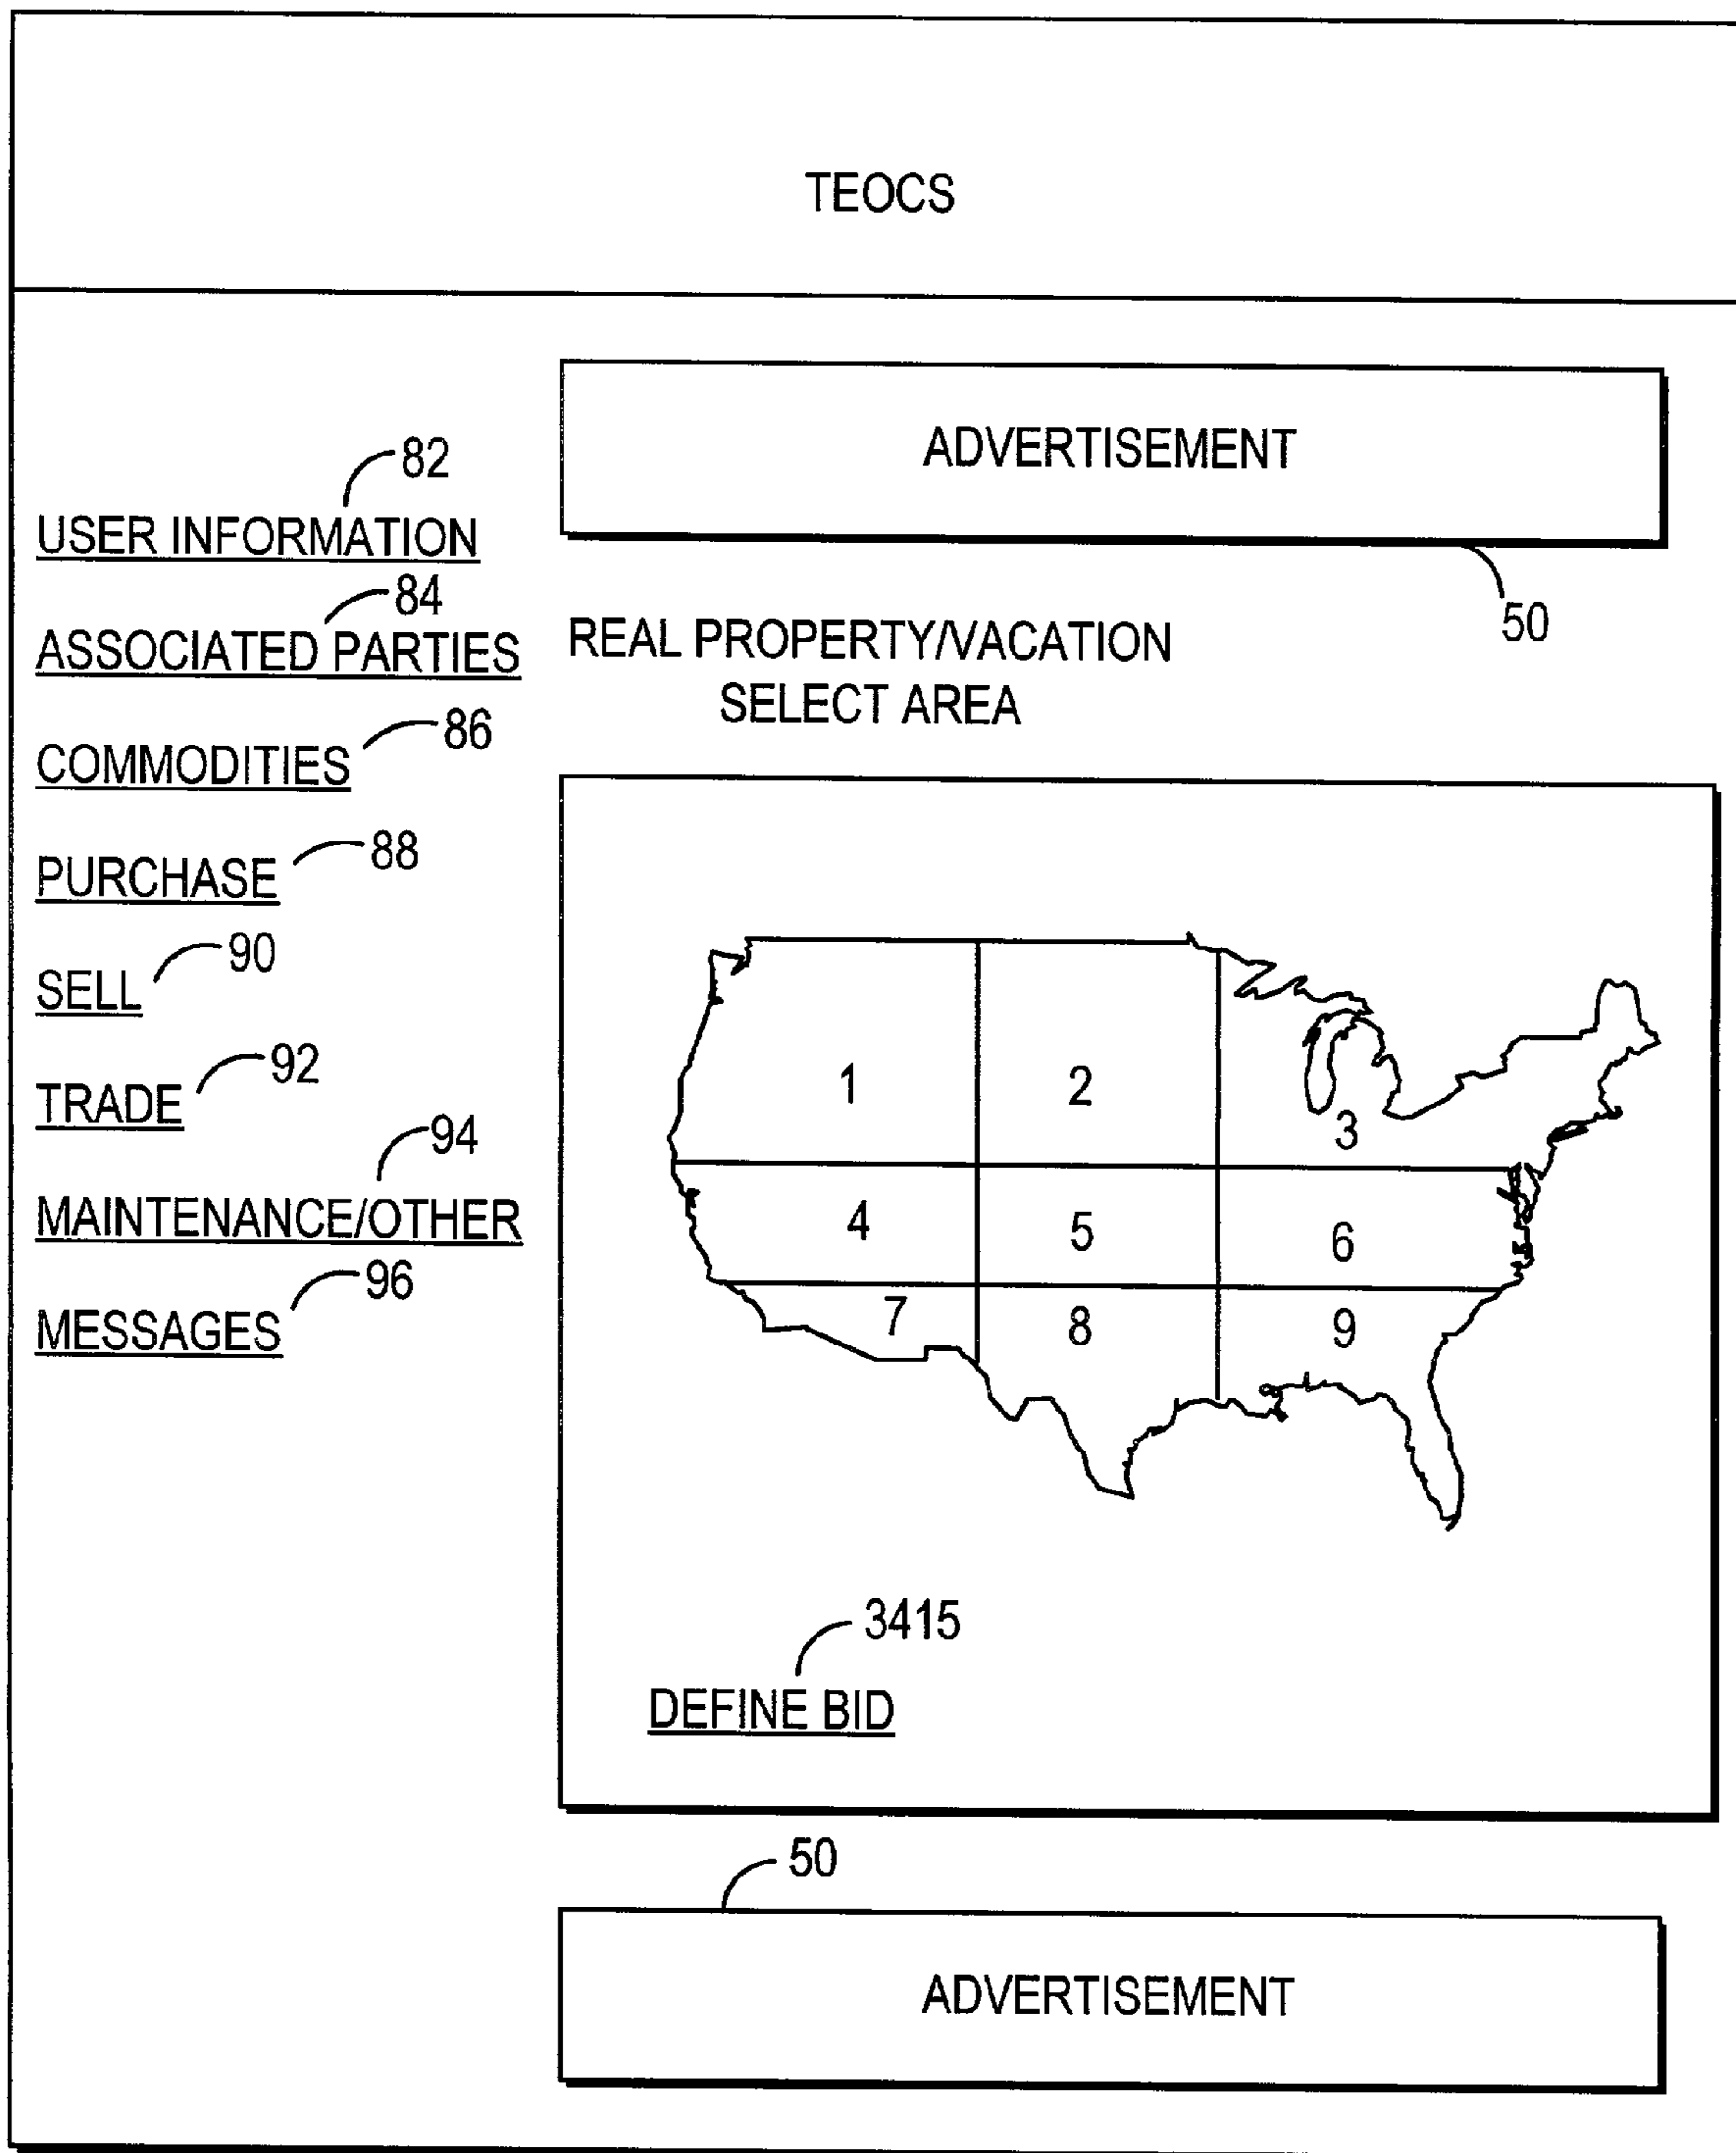 TEOCS
ADVERTISEMENT
50
82
USER INFORMATION
84
ASSOCIATED PARTIES
86
COMMODITIES
88
PURCHASE
90
SELL
92
TRADE
94
MAINTENANCE/OTHER
96
MESSAGES
REAL PROPERTY/VACATION
SELECT AREA
1
2
3
4
5
6
7
8
9
3415
DEFINE BID
50
ADVERTISEMENT